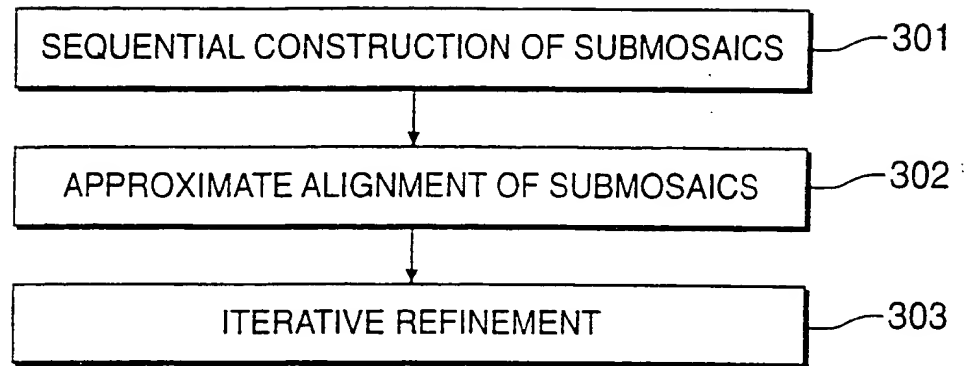 SEQUENTIAL CONSTRUCTION OF SUBMOSAICS 301
APPROXIMATE ALIGNMENT OF SUBMOSAICS 302
ITERATIVE REFINEMENT 303